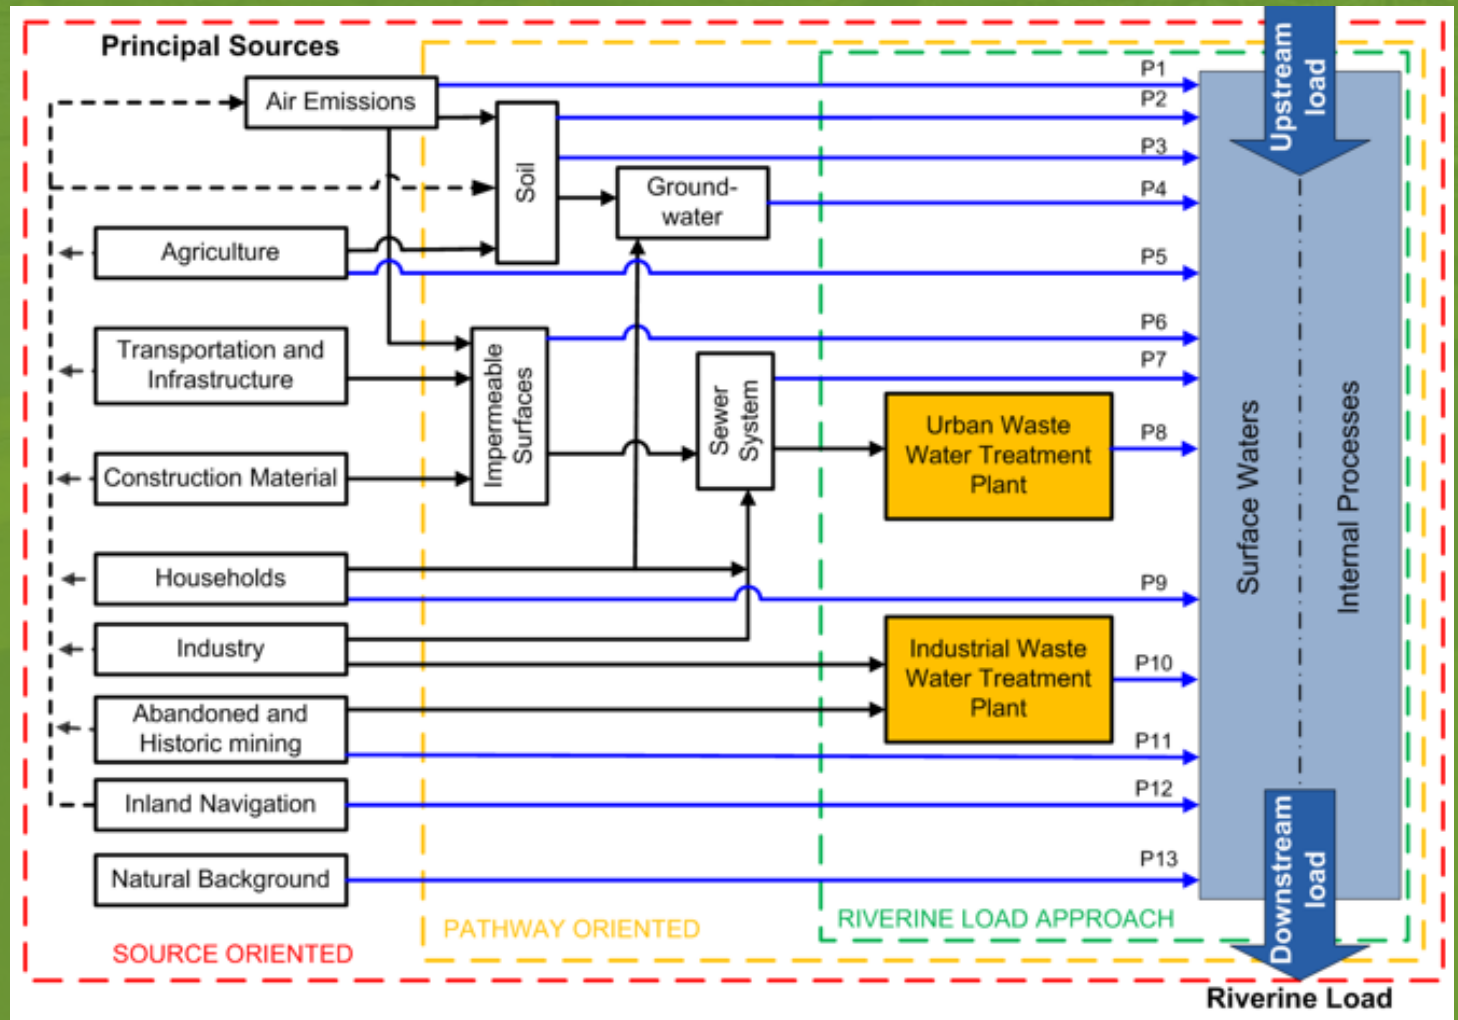 Principal Sources
Air Emissions
Agriculture
Transportation and
Infrastructure
Construction Material
Households
Industry
Abandoned and
Historic mining
Inland Navigation
Natural Background
SOURCE ORIENTED
Soil
Ground-
water
Impermeable
Surfaces
Sewer
System
Urban Waste
Water Treatment
Plant
Industrial Waste
Water Treatment
Plant
PATHWAY ORIENTED
P1
P2
P3
P4
P5
P6
P7
P8
P9
P10
P11
P12
P13
RIVERINE LOAD APPROACH
Upstream
load
Surface Waters
Internal Processes
Downstream
load
Riverine Load